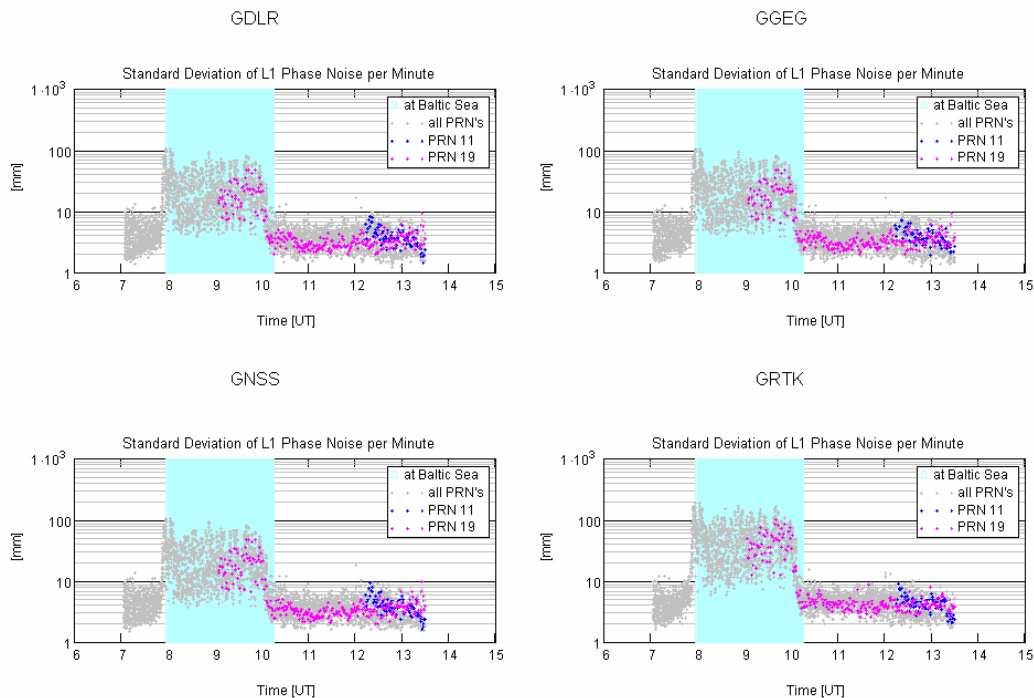 GDLR
Standard Deviation of L1 Phase Noise per Minute
1·10³
100
10
1
[mm]
at Baltic Sea
all PRN's
PRN 11
PRN 19
6 7 8 9 10 11 12 13 14 15
Time [UT]
GGEG
Standard Deviation of L1 Phase Noise per Minute
1·10³
100
10
1
[mm]
at Baltic Sea
all PRN's
PRN 11
PRN 19
6 7 8 9 10 11 12 13 14 15
Time [UT]
GNSS
Standard Deviation of L1 Phase Noise per Minute
1·10³
100
10
1
[mm]
at Baltic Sea
all PRN's
PRN 11
PRN 19
6 7 8 9 10 11 12 13 14 15
Time [UT]
GRTK
Standard Deviation of L1 Phase Noise per Minute
1·10³
100
10
1
[mm]
at Baltic Sea
all PRN's
PRN 11
PRN 19
6 7 8 9 10 11 12 13 14 15
Time [UT]